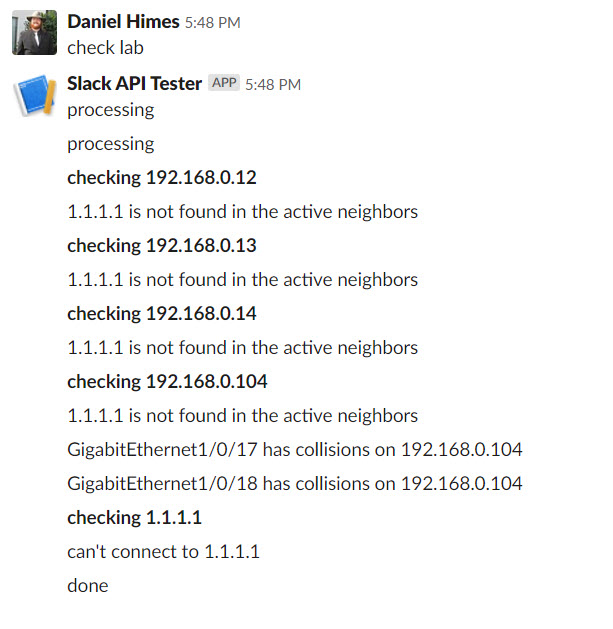 Daniel Himes 5:48 PM
check lab
Slack API Tester APP 5:48 PM
processing
processing
checking 192.168.0.12
1.1.1.1 is not found in the active neighbors
checking 192.168.0.13
1.1.1.1 is not found in the active neighbors
checking 192.168.0.14
1.1.1.1 is not found in the active neighbors
checking 192.168.0.104
1.1.1.1 is not found in the active neighbors
GigabitEthernet1/0/17 has collisions on 192.168.0.104
GigabitEthernet1/0/18 has collisions on 192.168.0.104
checking 1.1.1.1
can't connect to 1.1.1.1
done